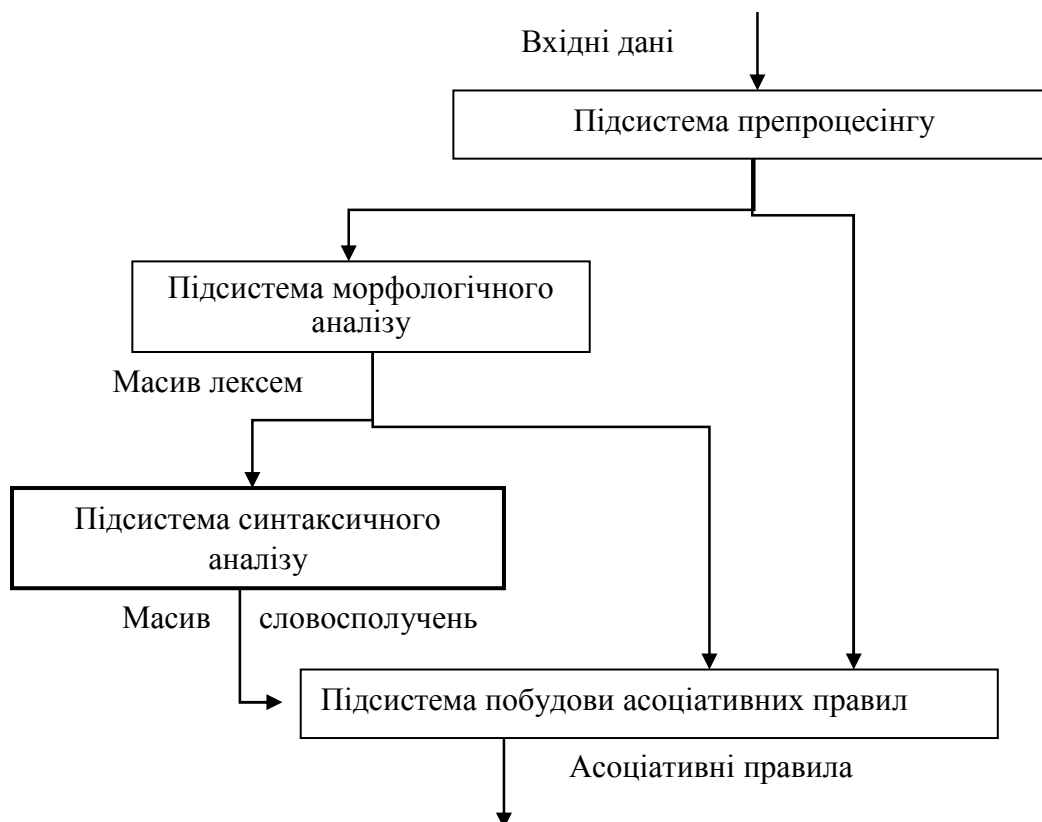 Вхідні дані
Підсистема препроцесінгу
Підсистема морфологічного
аналізу
Масив лексем
Підсистема синтаксичного
аналізу
Масив словосполучень
Підсистема побудови асоціативних правил
Асоціативні правила